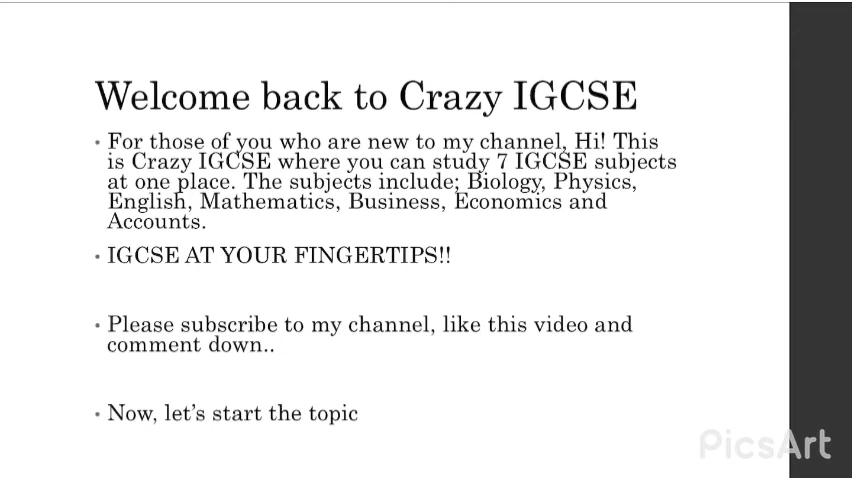 Welcome back to Crazy IGCSE
• For those of you who are new to my channel, Hi! This
is Crazy IGCSE where you can study 7 IGCSE subjects
at one place. The subjects include; Biology, Physics,
English, Mathematics, Business, Economics and
Accounts.
• IGCSE AT YOUR FINGERTIPS!!
• Please subscribe to my channel, like this video and
comment down..
• Now, let’s start the topic
PicsArt